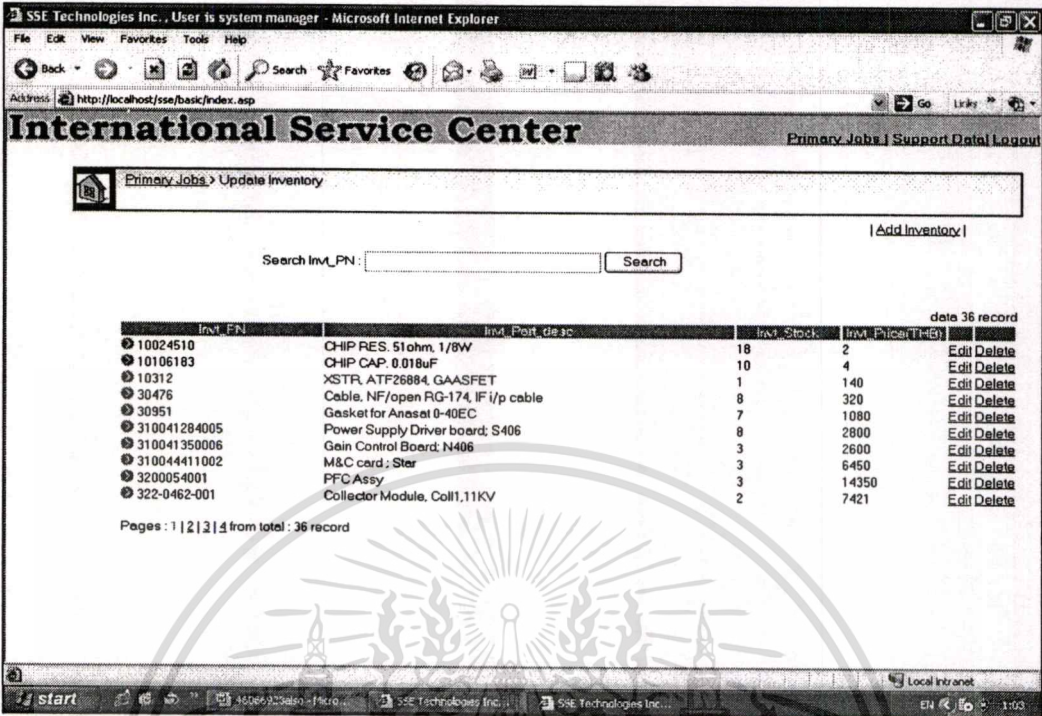 SSE Technologies Inc., User is system manager - Microsoft Internet Explorer
File Edit View Favorites Tools Help
Back Search Favorites
Address http://localhost/sse/basic/index.asp Go Links
International Service Center
Primary Jobs | Support Data| Logout
Primary Jobs > Update Inventory
| Add Inventory |
Search Invt_PN : Search
data 36 record
Invt_PN Invt_Part_desc Invt_Stock Invt_Price(THB)
10024510 CHIP RES. 51ohm, 1/8W 18 2 Edit Delete
10106183 CHIP CAP. 0.018uF 10 4 Edit Delete
10312 XSTR, ATF26884, GAASFET 1 140 Edit Delete
30476 Cable, NF/open RG-174, IF i/p cable 8 320 Edit Delete
30951 Gasket for Anasat 0-40EC 7 1080 Edit Delete
310041284005 Power Supply Driver board; S406 8 2800 Edit Delete
310041350006 Gain Control Board; N406 3 2600 Edit Delete
310044411002 M&C card ; Star 3 6450 Edit Delete
3200054001 PFC Assy 3 14350 Edit Delete
322-0462-001 Collector Module, Coll1,11KV 2 7421 Edit Delete
Pages : 1 | 2 | 3 | 4 from total : 36 record
Local intranet
start SSE Technologies Inc... SSE Technologies Inc... EN 1:03